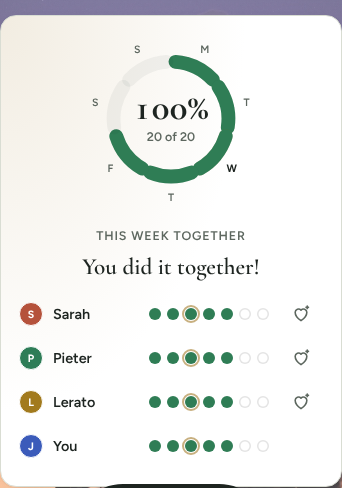 S
M
S
100%
T
20 of 20
F
W
T
THIS WEEK TOGETHER
You did it together!
S Sarah
P Pieter
L Lerato
J You